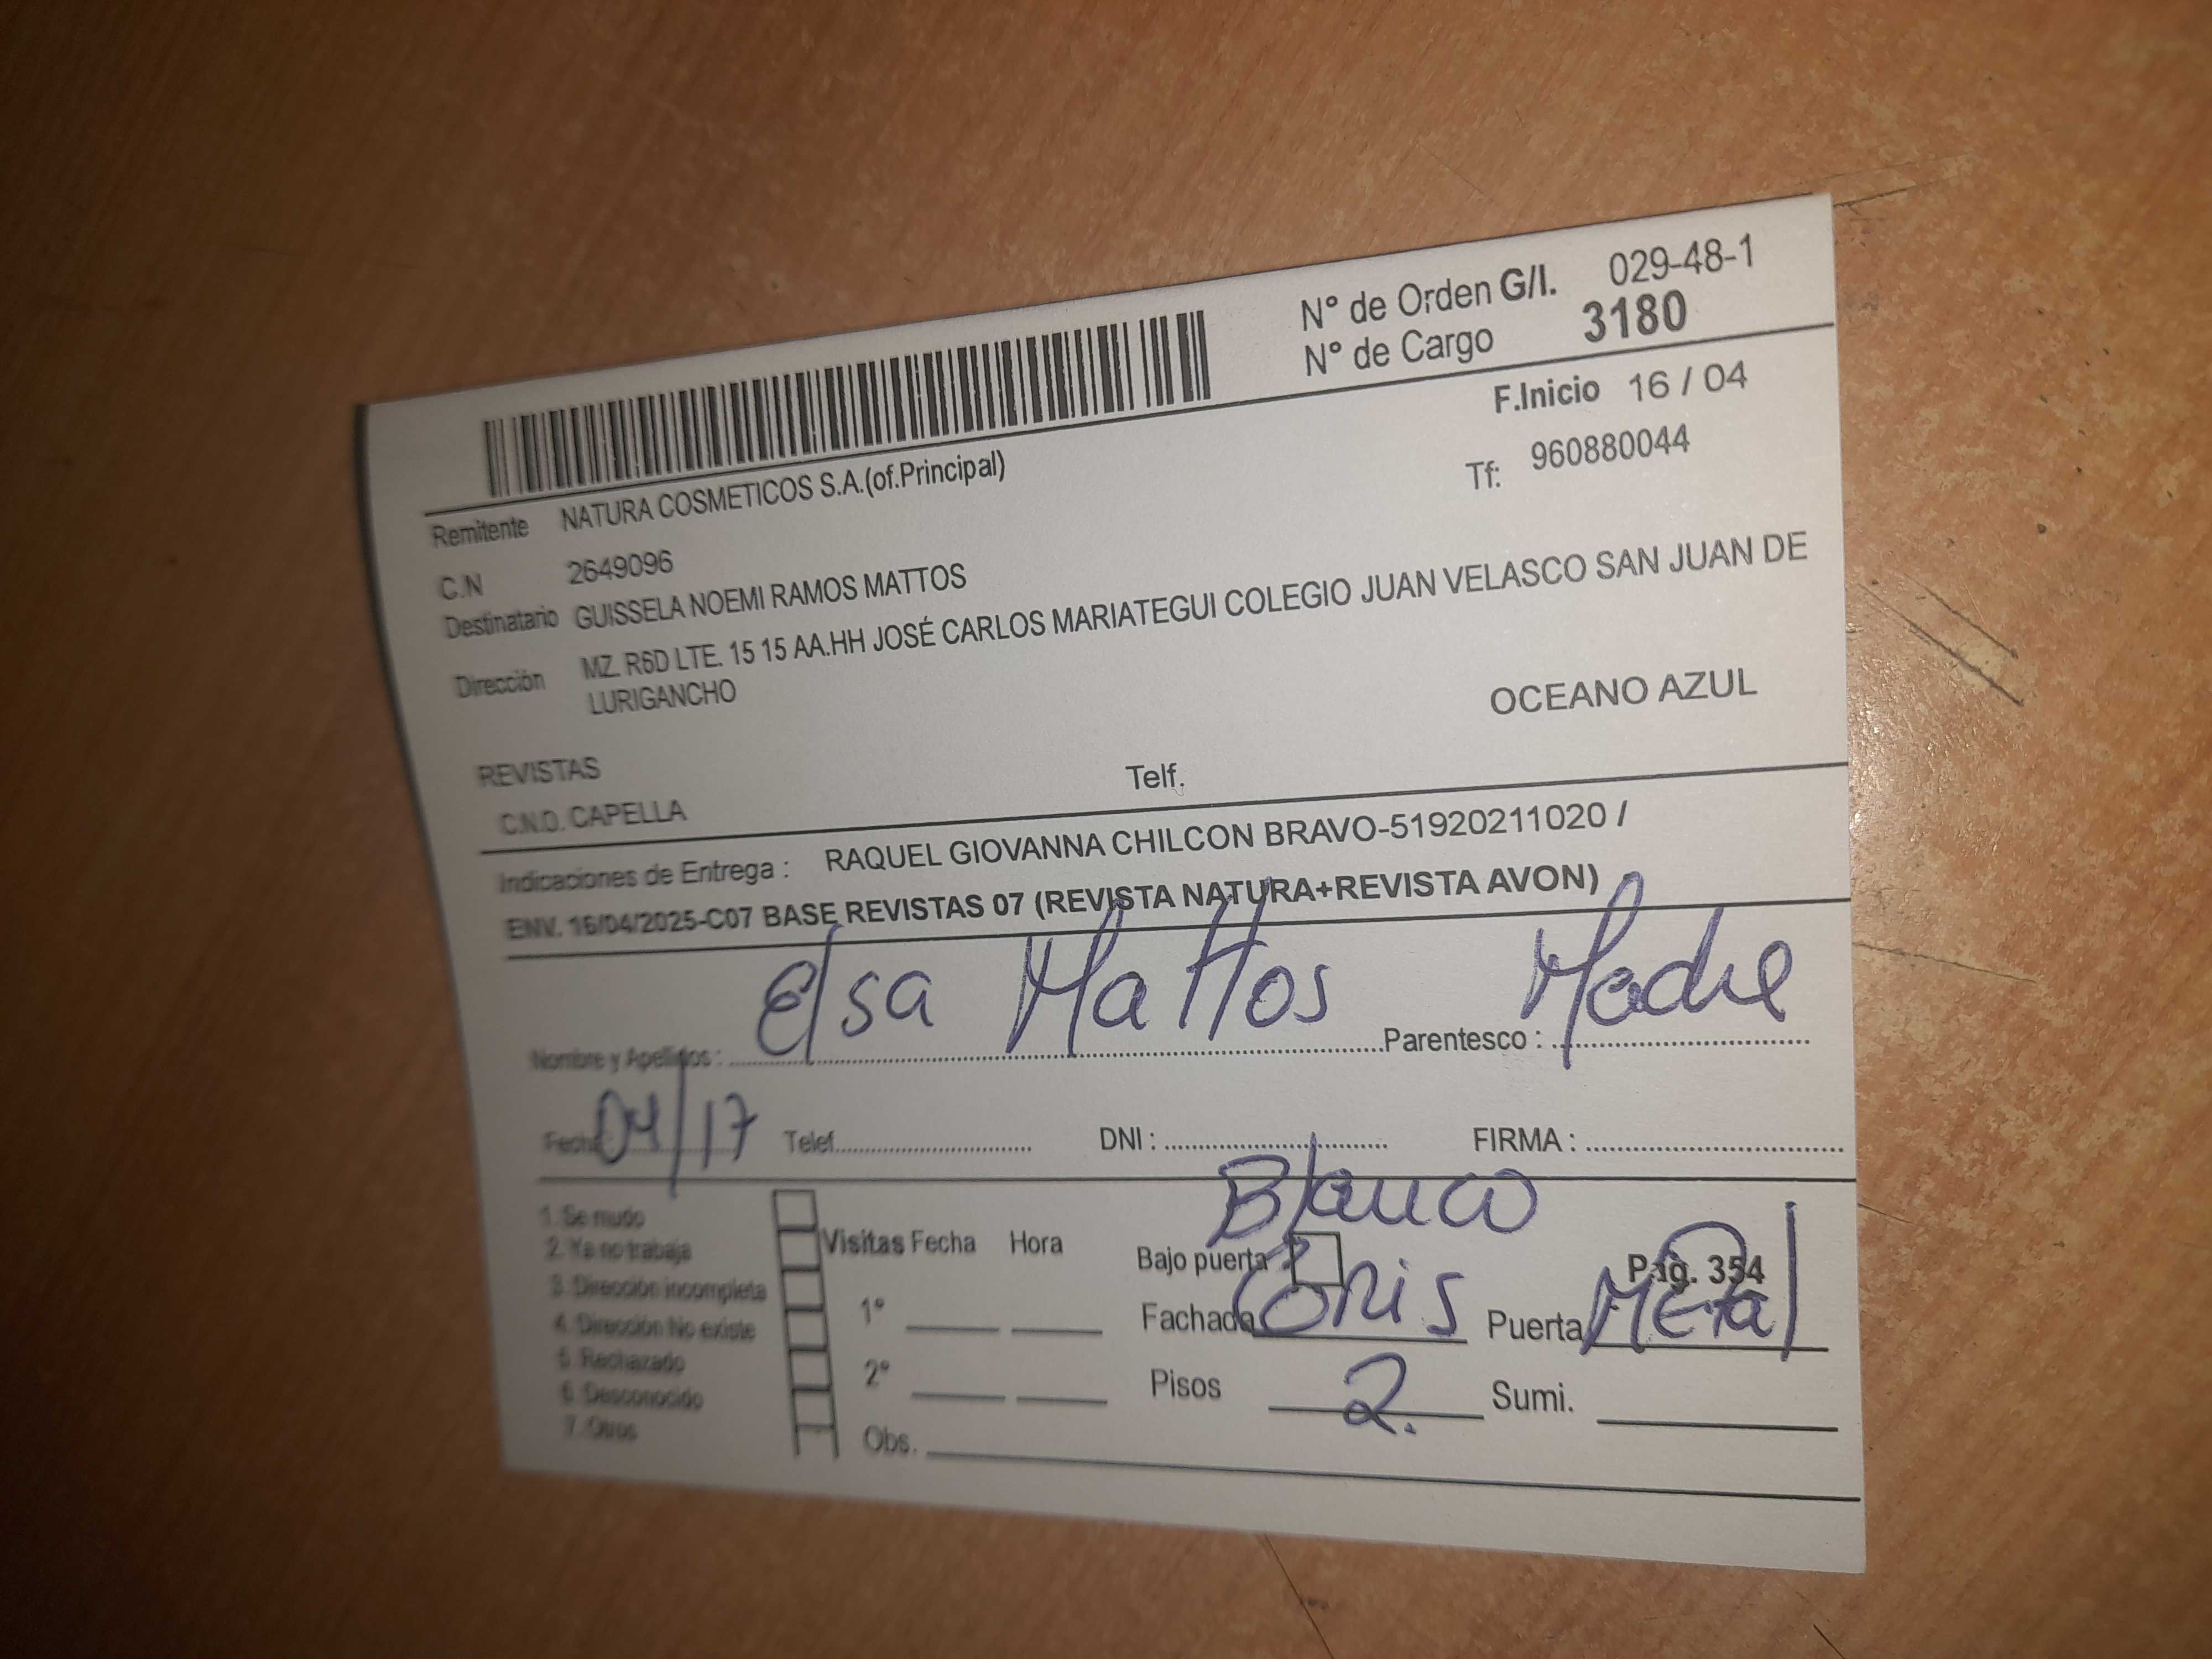 N° de Orden G/I. 029-48-1
N° de Cargo 3180
F.Inicio 16 / 04
Remitente NATURA COSMETICOS S.A.(of.Principal)
Tf: 960880044
C.N 2649096
Destinatario GUISSELA NOEMI RAMOS MATTOS
Dirección MZ. R6D LTE. 15 15 AA.HH JOSÉ CARLOS MARIATEGUI COLEGIO JUAN VELASCO SAN JUAN DE
LURIGANCHO
OCEANO AZUL
REVISTAS
Telf.
C.N.O. CAPELLA
Indicaciones de Entrega : RAQUEL GIOVANNA CHILCON BRAVO-51920211020 /
ENV. 16/04/2025-C07 BASE REVISTAS 07 (REVISTA NATURA+REVISTA AVON)
Nombre y Apellidos : Elsa Mattos Parentesco : Madre
Fecha 04/17 Telef. DNI : FIRMA :
Blanco
1. Se mudo
2. Ya no trabaja
3. Dirección incompleta
4. Dirección No existe
5. Rechazado
6. Desconocido
7. Otros
Visitas Fecha Hora
1°
2°
Obs.
Bajo puerta Pág. 354
Fachada Gris Puerta Metal
Pisos 2. Sumi.